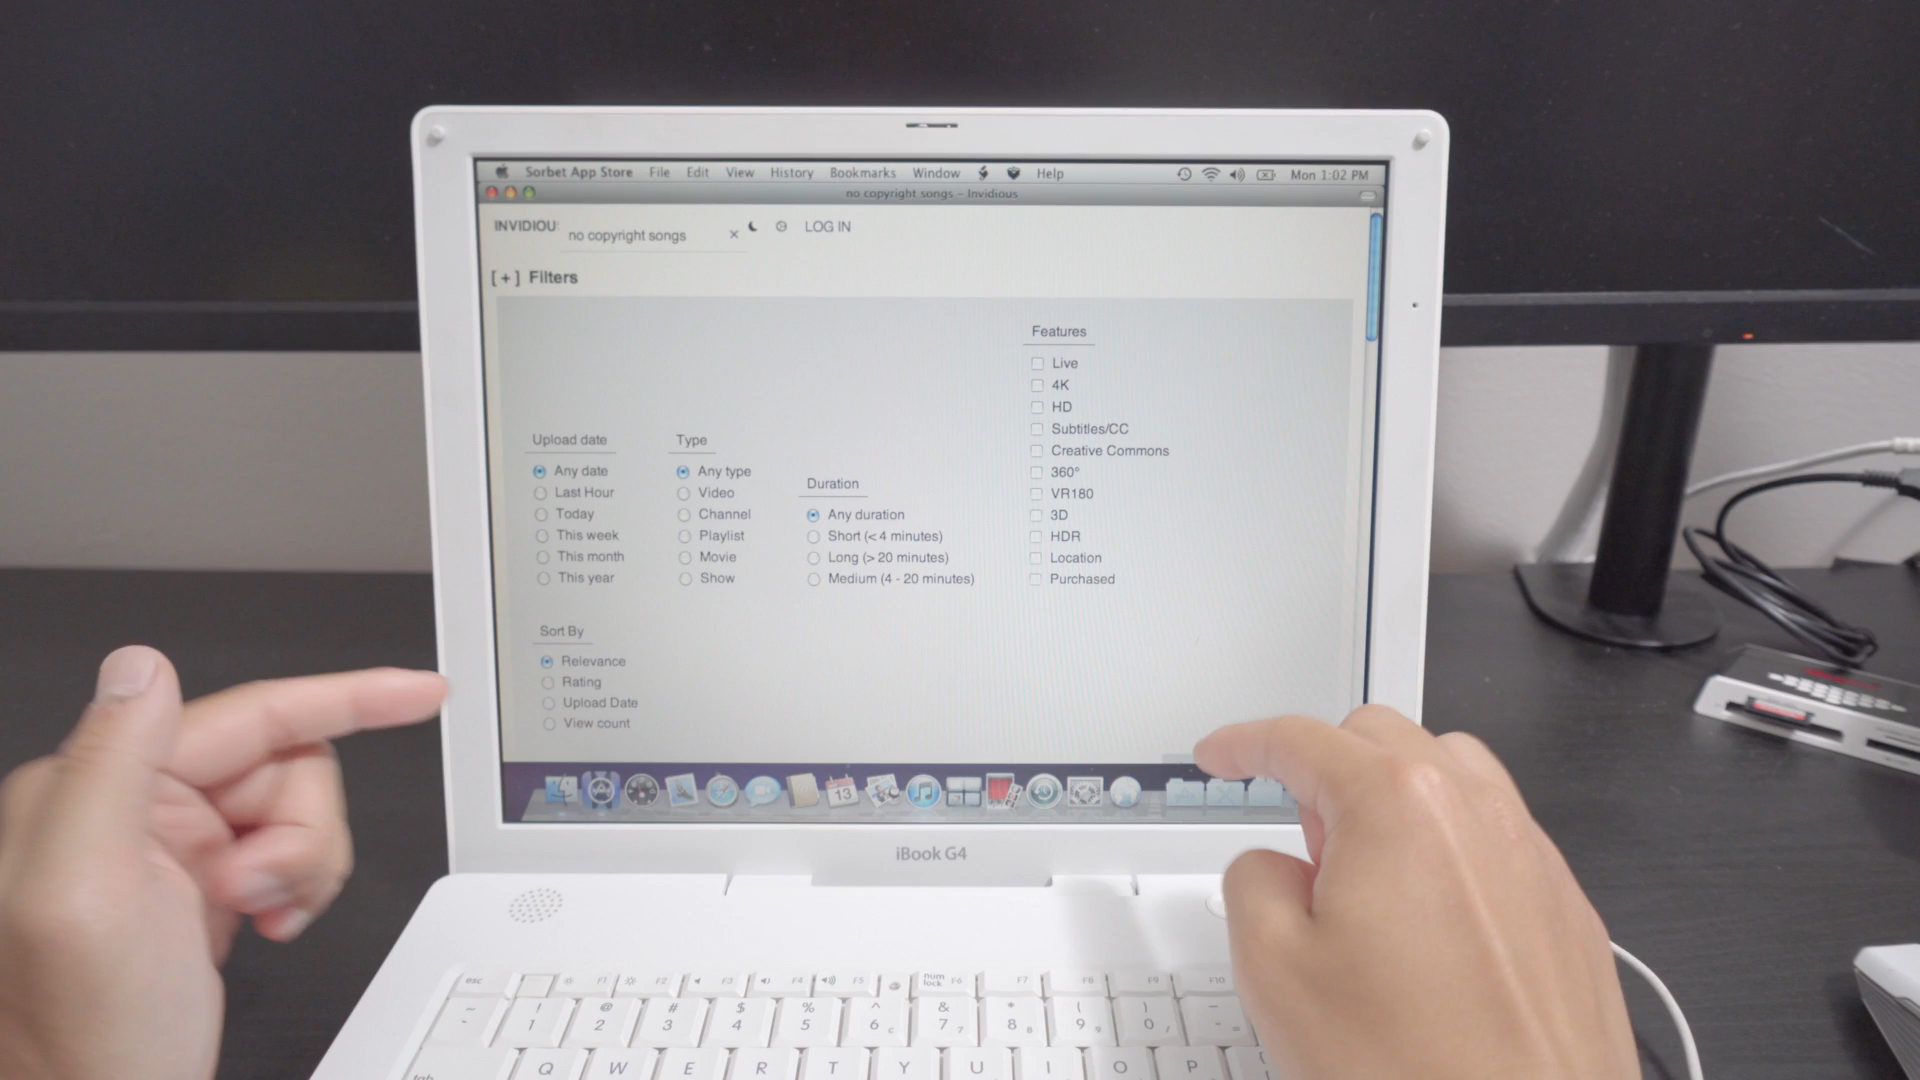 Sorbet App Store File Edit View History Bookmarks Window Help Mon 1:02 PM
no copyright songs – Invidious
INVIDIOU no copyright songs × LOG IN
[ + ] Filters
Features
Live
4K
HD
Subtitles/CC
Creative Commons
360°
VR180
3D
HDR
Location
Purchased
Upload date
Any date
Last Hour
Today
This week
This month
This year
Type
Any type
Video
Channel
Playlist
Movie
Show
Duration
Any duration
Short (< 4 minutes)
Long (> 20 minutes)
Medium (4 - 20 minutes)
Sort By
Relevance
Rating
Upload Date
View count
13
iBook G4
esc F1 F2 F3 F4 F5 num lock F6 F7 F8 F9 F10
~ ! @ # $ % ^ & * ( ) –
1 2 3 4 5 6 c 7 7 8 8 9 9 0 / - =
tab Q W E R T Y U I O P {